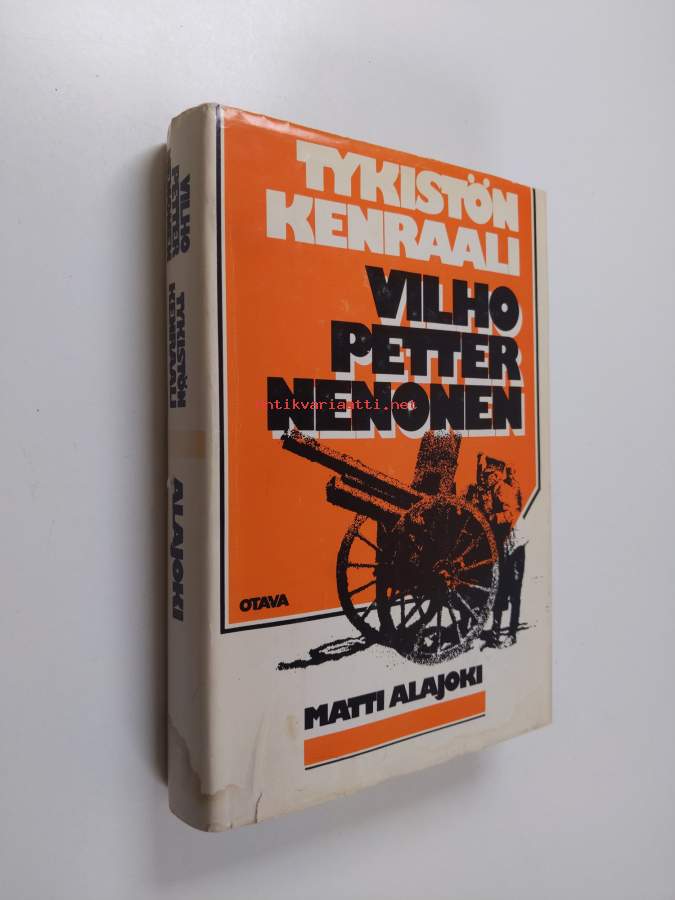 TYKISTÖN
KENRAALI
VILHO
PETTER
NENONEN
antikvariaatti.net
OTAVA
MATTI ALAJOKI
VILHO
PETTER
NENONEN
TYKISTÖN
KENRAALI
ALAJOKI